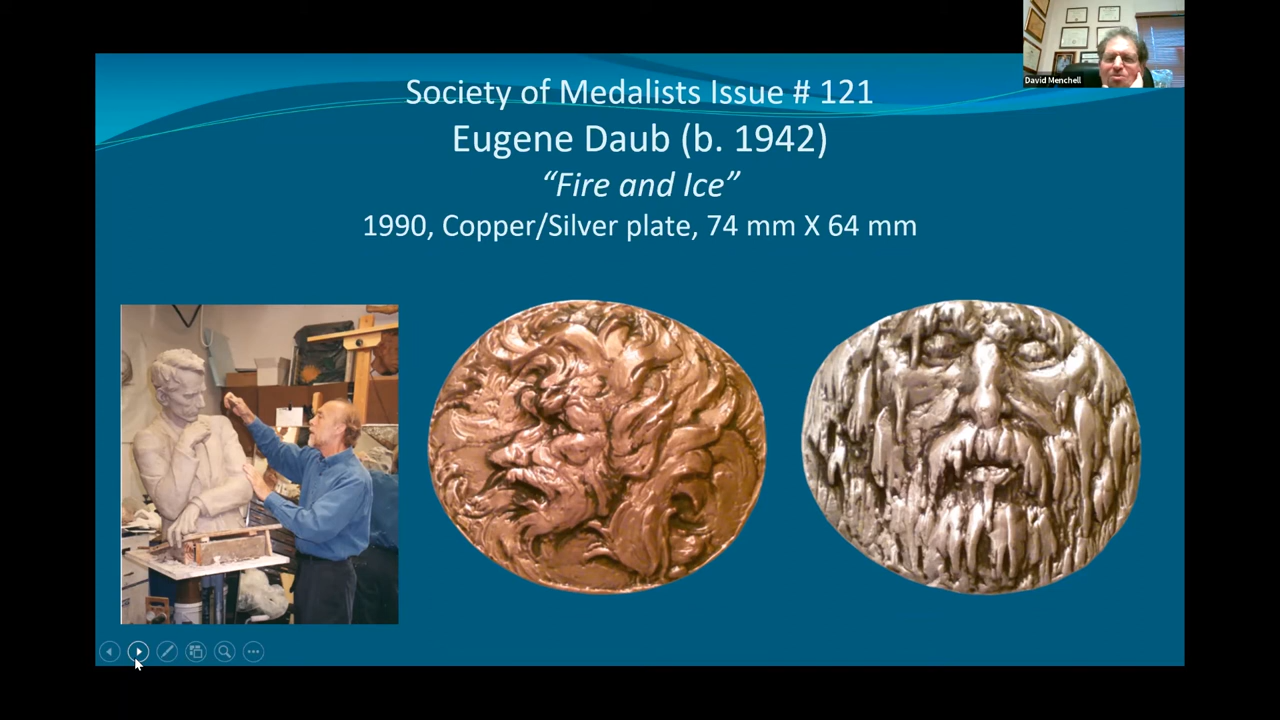 David Menchell
Society of Medalists Issue # 121
Eugene Daub (b. 1942)
“Fire and Ice”
1990, Copper/Silver plate, 74 mm X 64 mm